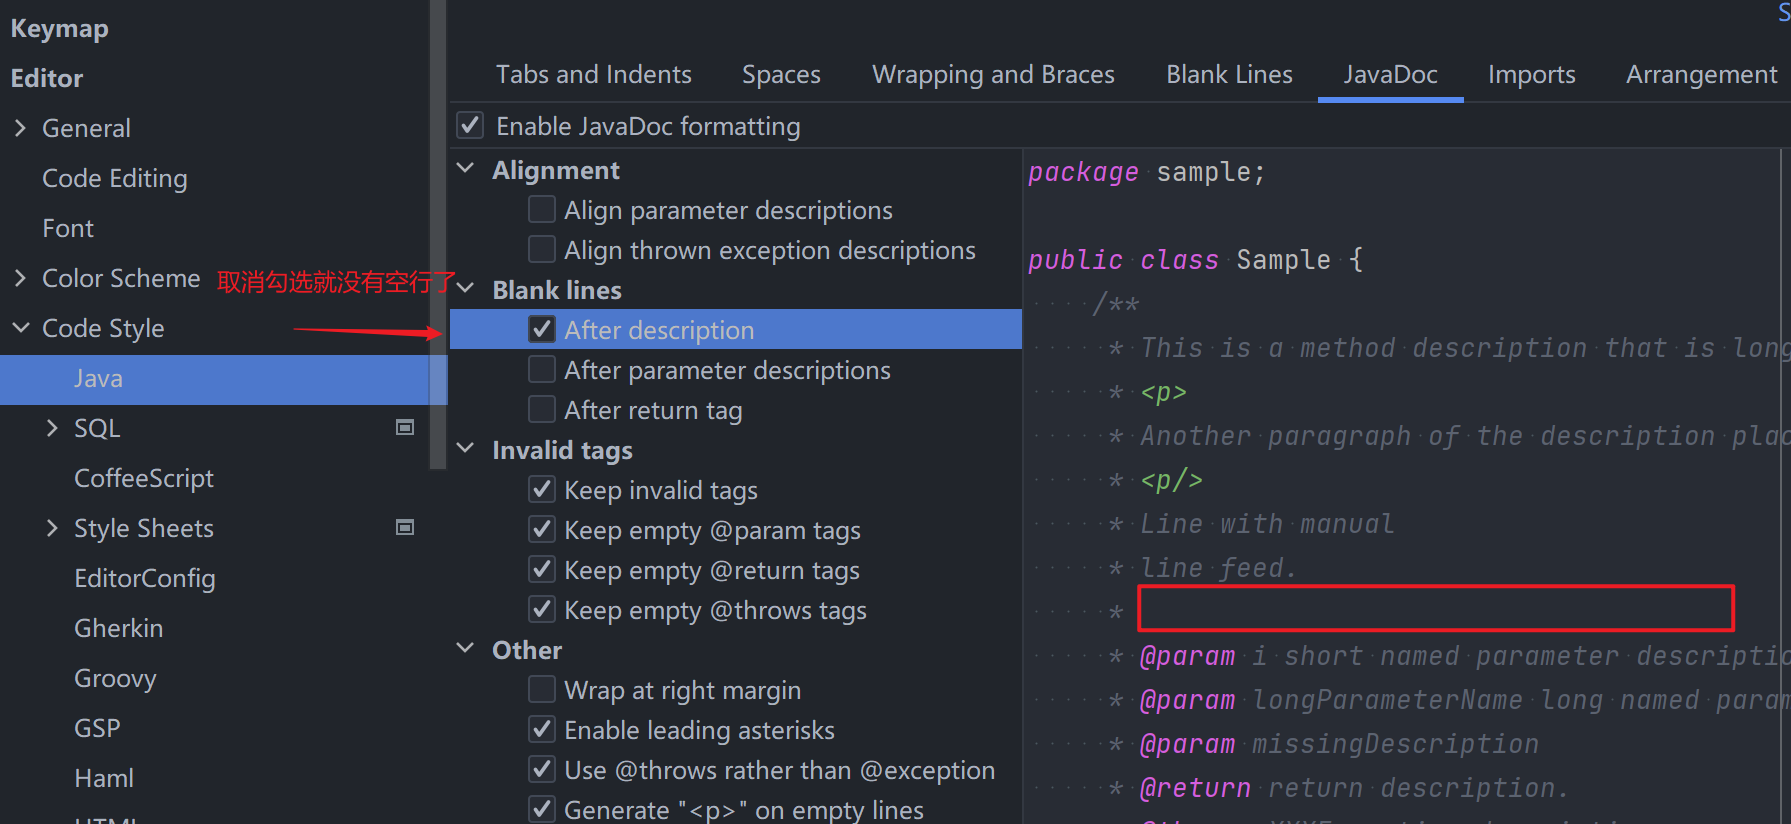 S
Keymap
Editor
General
Code Editing
Font
Color Scheme
取消勾选就没有空行了
Code Style
Java
SQL
CoffeeScript
Style Sheets
EditorConfig
Gherkin
Groovy
GSP
Haml
HTML
Tabs and Indents Spaces Wrapping and Braces Blank Lines JavaDoc Imports Arrangement
Enable JavaDoc formatting
Alignment
Align parameter descriptions
Align thrown exception descriptions
Blank lines
After description
After parameter descriptions
After return tag
Invalid tags
Keep invalid tags
Keep empty @param tags
Keep empty @return tags
Keep empty @throws tags
Other
Wrap at right margin
Enable leading asterisks
Use @throws rather than @exception
Generate "<p>" on empty lines
package sample;
public class Sample {
/**
* This is a method description that is long
* <p>
* Another paragraph of the description plac
* <p/>
* Line with manual
* line feed.
*
* @param i short named parameter descriptio
* @param longParameterName long named param
* @param missingDescription
* @return return description.